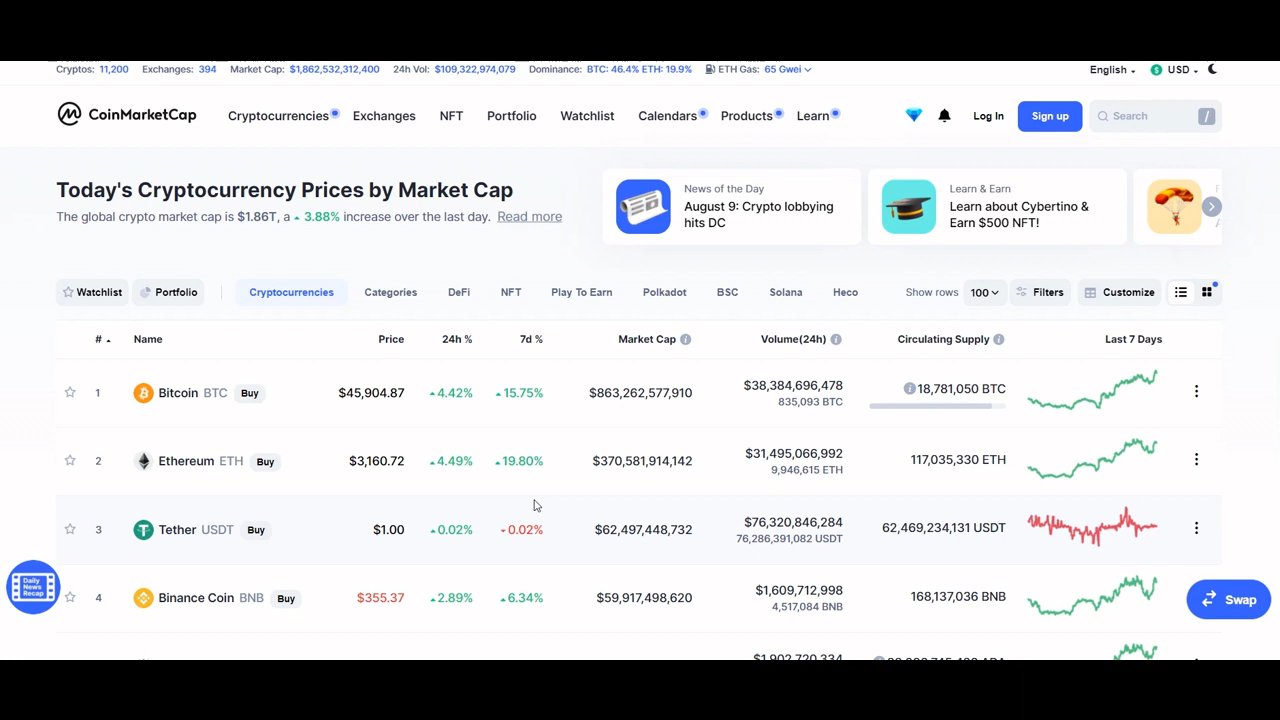 Cryptos: 11,200 Exchanges: 394 Market Cap: $1,862,532,312,400 24h Vol: $109,322,974,079 Dominance: BTC: 46.4% ETH: 19.9% ETH Gas: 65 Gwei English USD
CoinMarketCap Cryptocurrencies Exchanges NFT Portfolio Watchlist Calendars Products Learn Log In Sign up Search /
Today's Cryptocurrency Prices by Market Cap
The global crypto market cap is $1.86T, a 3.88% increase over the last day. Read more
News of the Day
August 9: Crypto lobbying
hits DC
Learn & Earn
Learn about Cybertino &
Earn $500 NFT!
Watchlist Portfolio Cryptocurrencies Categories DeFi NFT Play To Earn Polkadot BSC Solana Heco Show rows 100 Filters Customize
# Name Price 24h % 7d % Market Cap Volume(24h) Circulating Supply Last 7 Days
1 Bitcoin BTC Buy $45,904.87 4.42% 15.75% $863,262,577,910 $38,384,696,478 18,781,050 BTC
835,093 BTC
2 Ethereum ETH Buy $3,160.72 4.49% 19.80% $370,581,914,142 $31,495,066,992 117,035,330 ETH
9,946,615 ETH
3 Tether USDT Buy $1.00 0.02% 0.02% $62,497,448,732 $76,320,846,284 62,469,234,131 USDT
76,286,391,082 USDT
Daily
News
Recap
4 Binance Coin BNB Buy $355.37 2.89% 6.34% $59,917,498,620 $1,609,712,998 168,137,036 BNB
4,517,084 BNB
Swap
$1,902,720,334